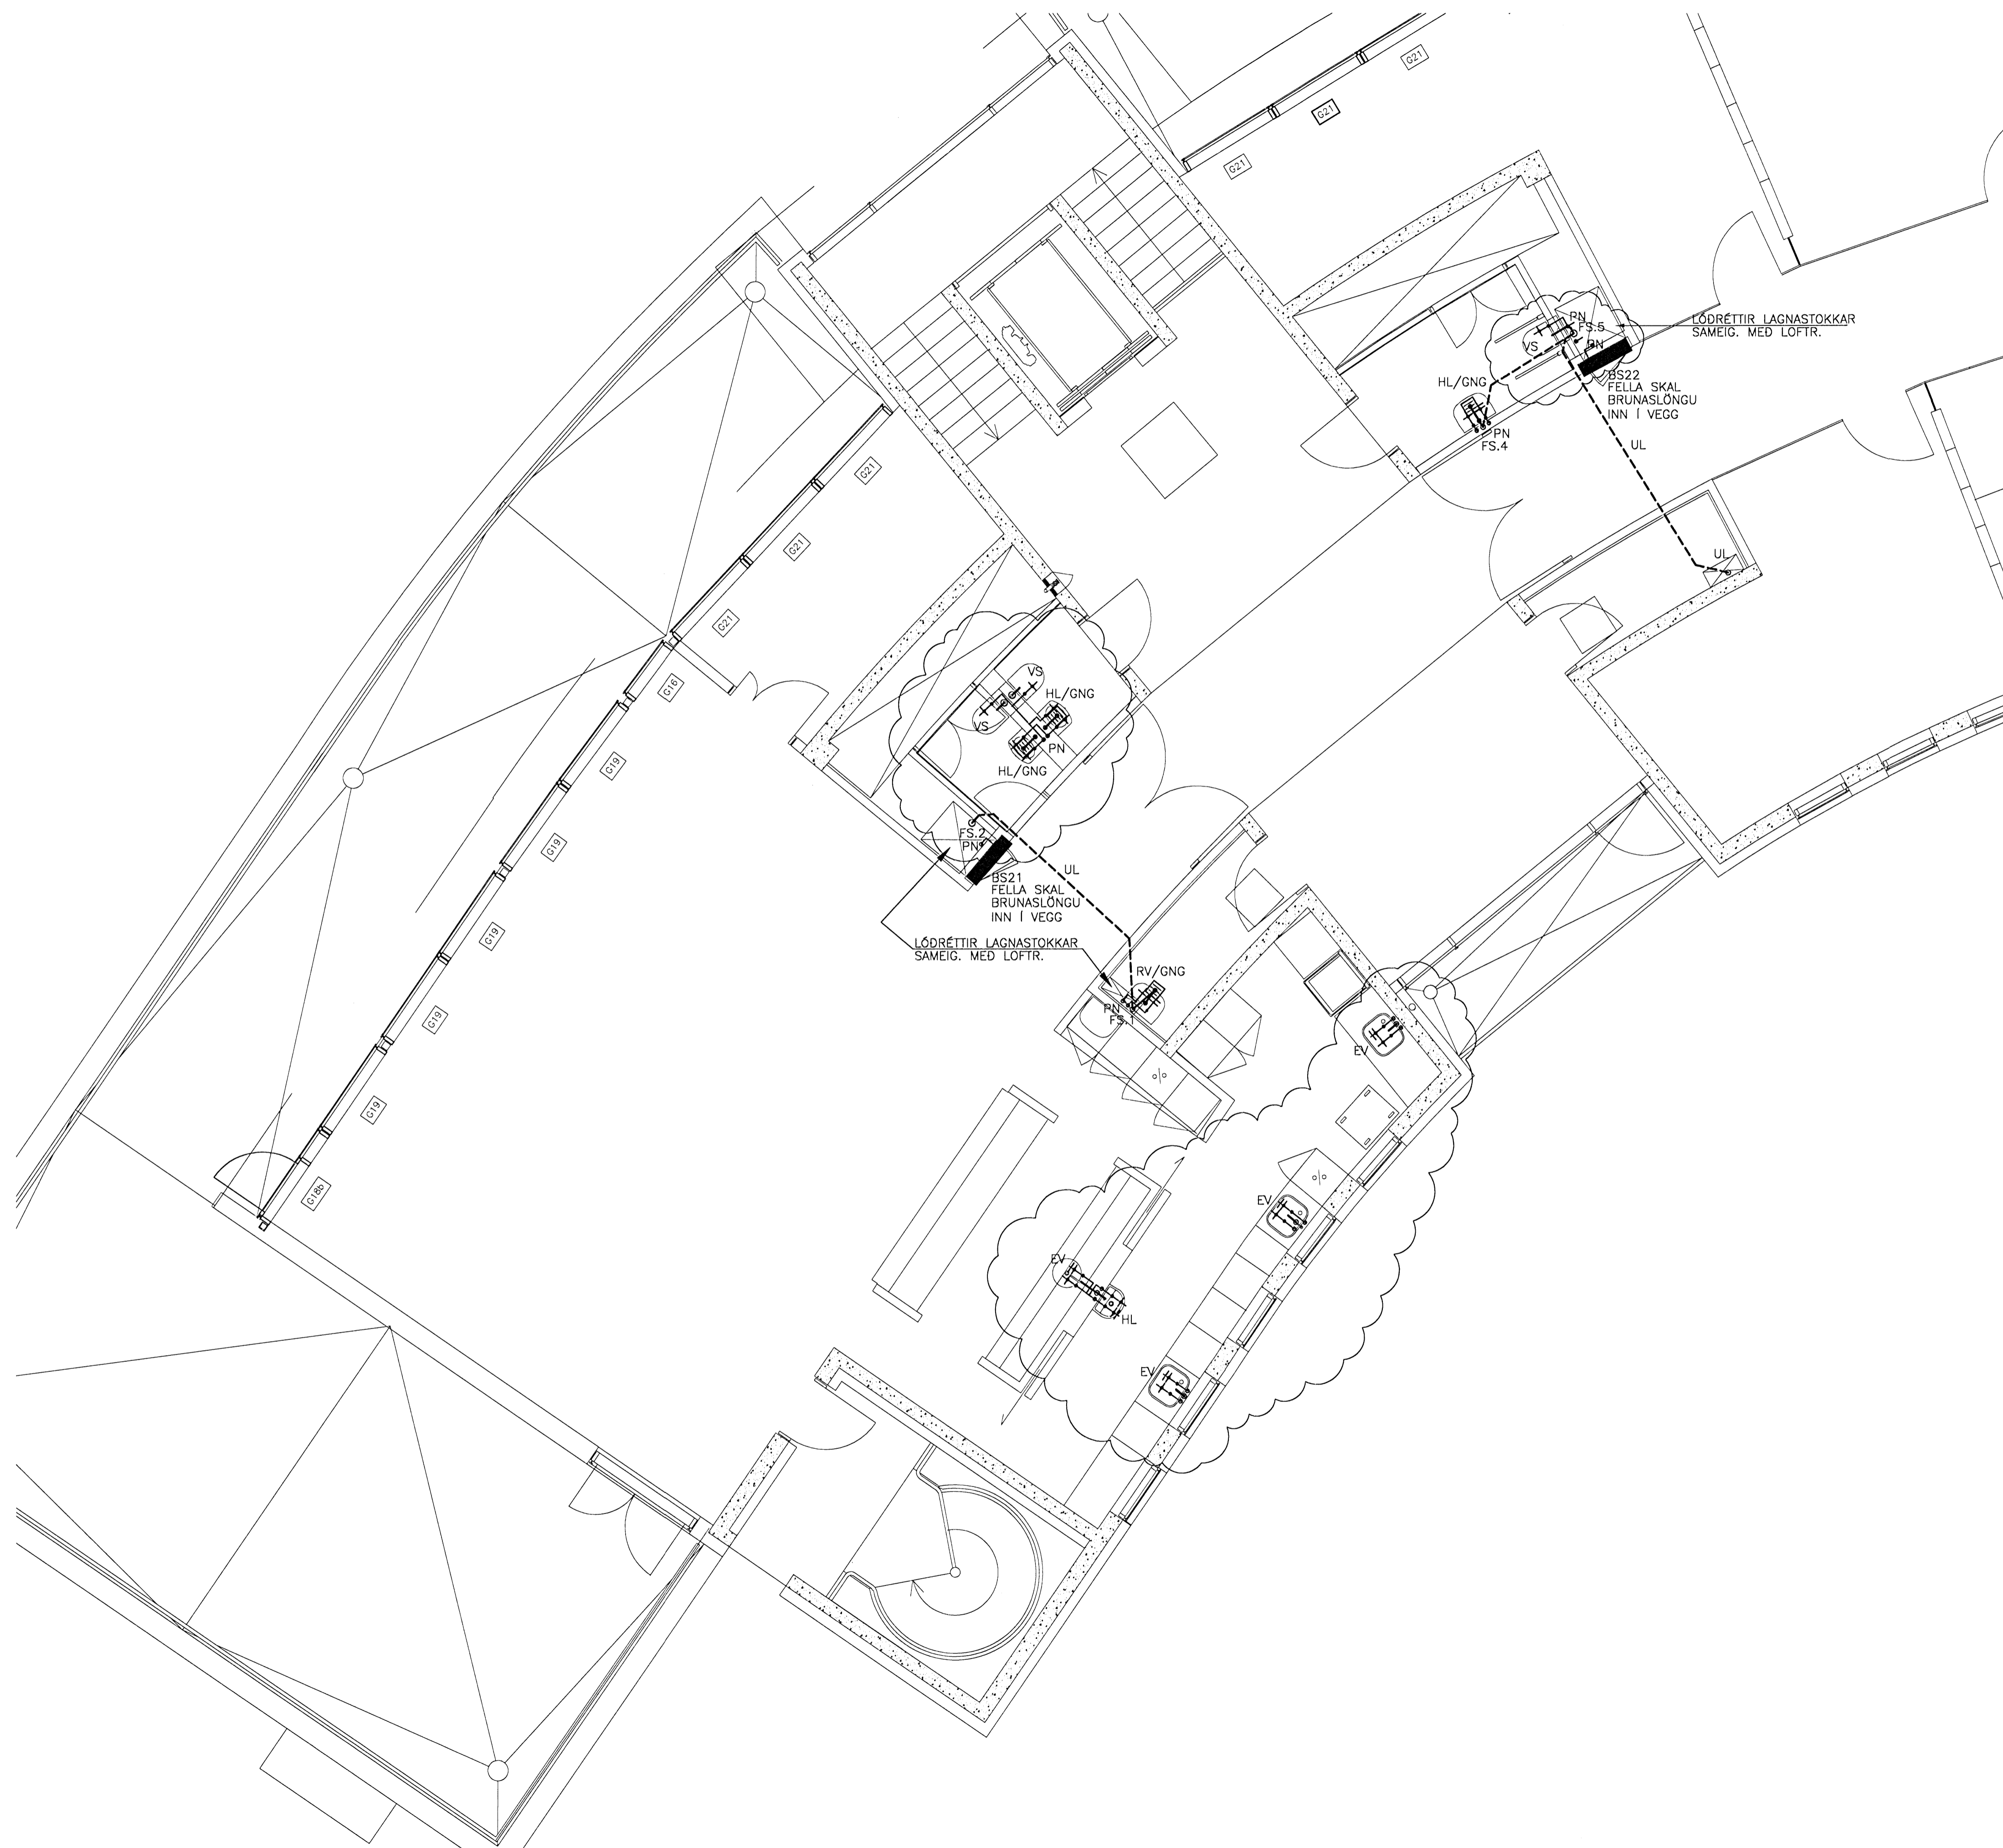 G21
G21
G21
PN
FS.5
LÓÐRÉTTIR LAGNASTOKKAR
SAMEIG. MEÐ LOFTR.
VS
PN
HL/GNG
BS22
FELLA SKAL
BRUNASLÖNGU
INN Í VEGG
PN
FS.4
UL
G21
G21
UL
G21
VS
G16
HL/GNG
VS
PN
G19
HL/GNG
FS.2
PN
G19
UL
BS21
FELLA SKAL
BRUNASLÖNGU
INN Í VEGG
G19
LÓÐRÉTTIR LAGNASTOKKAR
SAMEIG. MEÐ LOFTR.
RV/GNG
PN
FS.1
G19
EV
G19
G18b
EV
EV
HL
EV